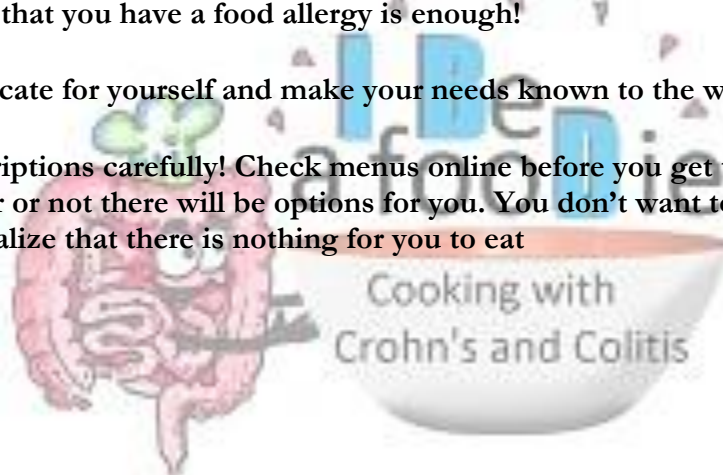 that you have a food allergy is enough!
cate for yourself and make your needs known to the w
riptions carefully! Check menus online before you get
r or not there will be options for you. You don't want to
alize that there is nothing for you to eat
I Be
a fooDie
Cooking with
Crohn's and Colitis